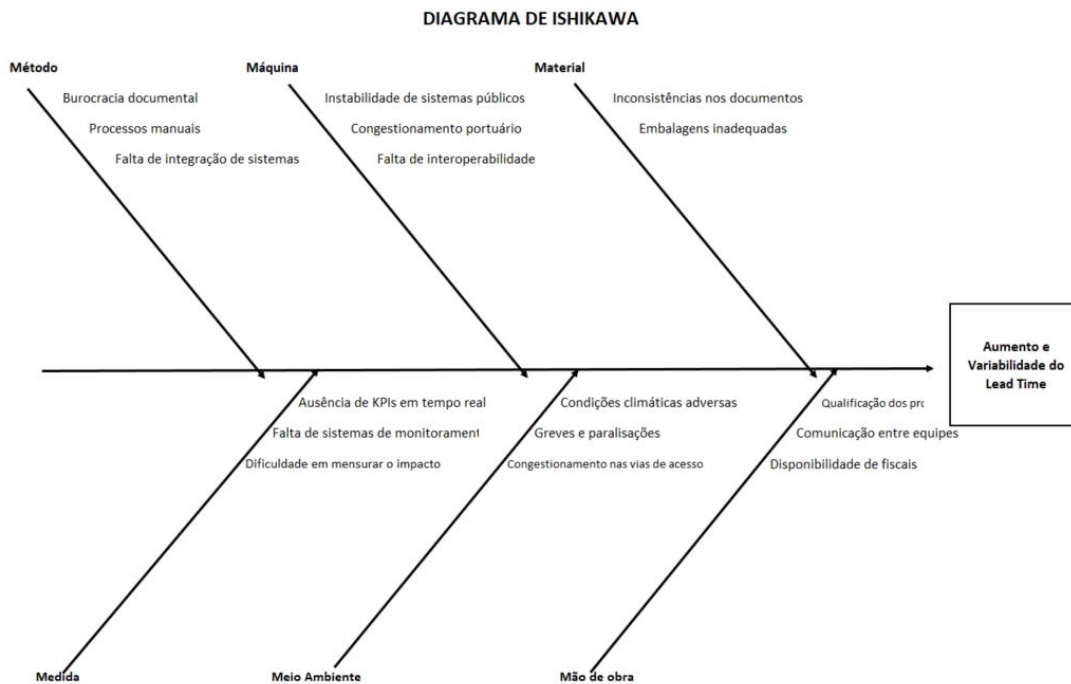 DIAGRAMA DE ISHIKAWA
Método
Máquina
Material
Burocracia documental
Processos manuais
Falta de integração de sistemas
Instabilidade de sistemas públicos
Congestionamento portuário
Falta de interoperabilidade
Inconsistências nos documentos
Embalagens inadequadas
Aumento e
Variabilidade do
Lead Time
Ausência de KPIs em tempo real
Falta de sistemas de monitorament
Dificuldade em mensurar o impacto
Condições climáticas adversas
Greves e paralisações
Congestionamento nas vias de acesso
Qualificação dos
Comunicação entre equipes
Disponibilidade de fiscais
Medida
Meio Ambiente
Mão de obra